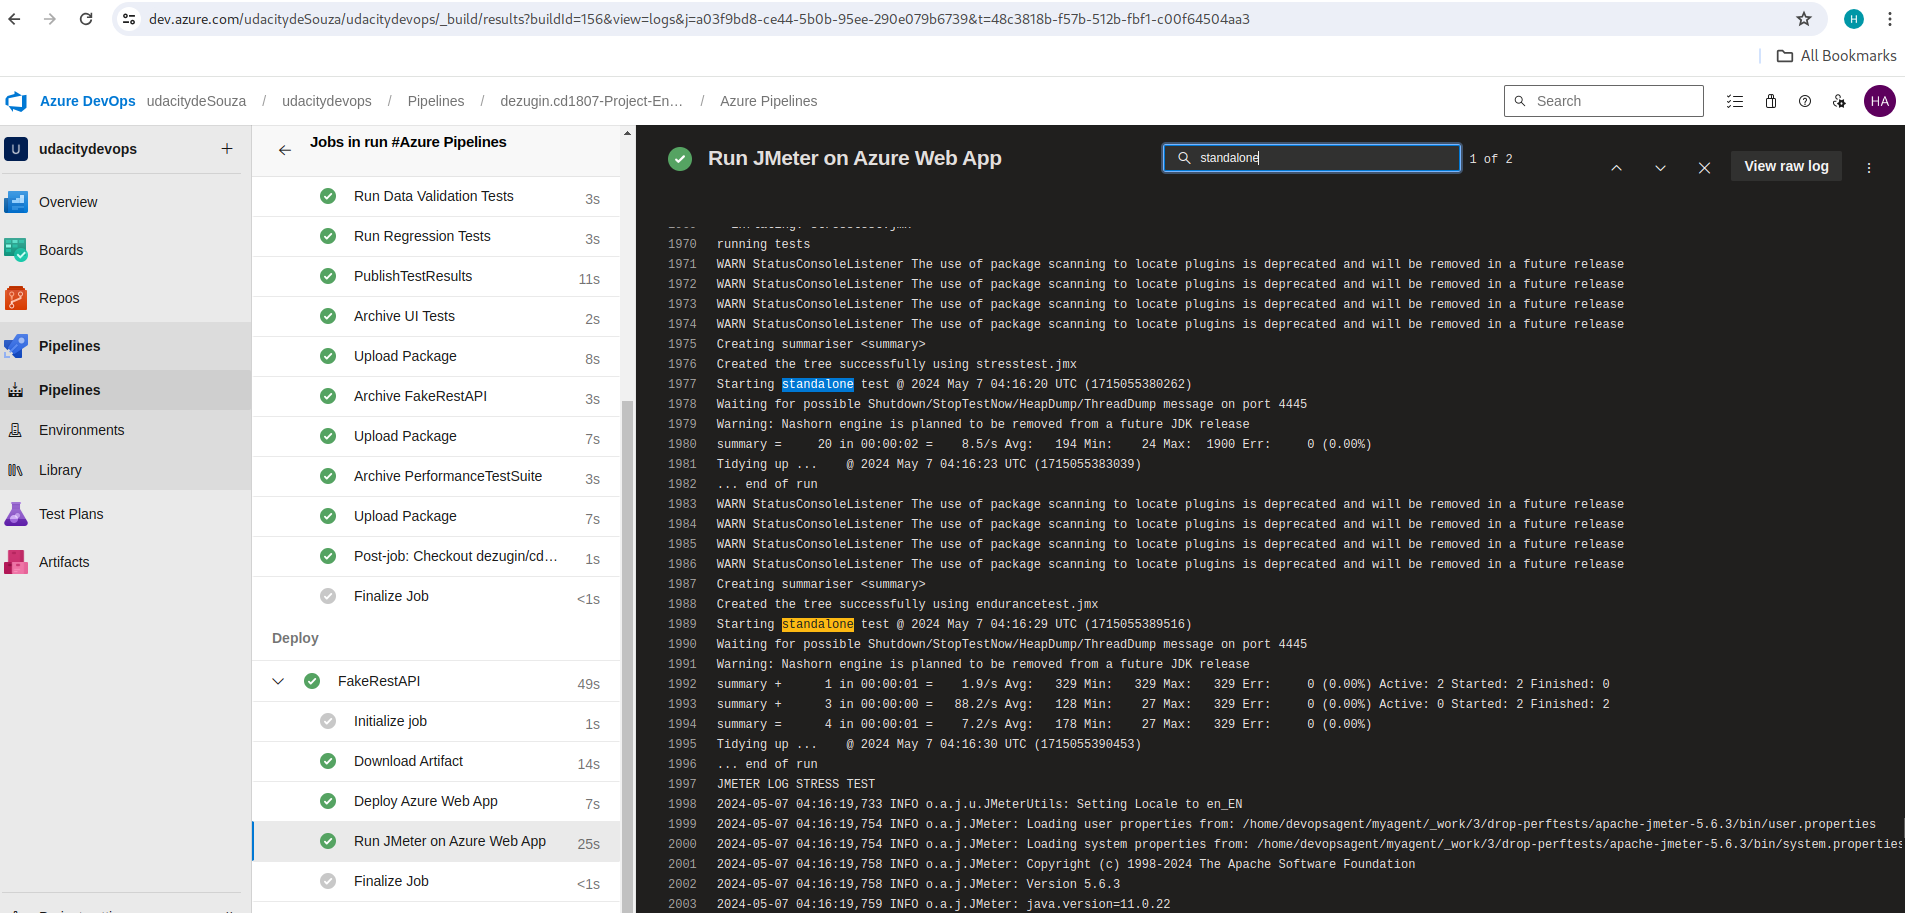 dev.azure.com/udacitydeSouza/udacitydevops/_build/results?buildId=156&view=logs&j=a03f9bd8-ce44-5b0b-95ee-290e079b6739&t=48c3818b-f57b-512b-fbf1-c00f64504aa3
H
All Bookmarks
Azure DevOps udacitydeSouza / udacitydevops / Pipelines / dezugin.cd1807-Project-En… / Azure Pipelines
Search
HA
U udacitydevops +
Overview
Boards
Repos
Pipelines
Pipelines
Environments
Library
Test Plans
Artifacts
Jobs in run #Azure Pipelines
Run Data Validation Tests 3s
Run Regression Tests 3s
PublishTestResults 11s
Archive UI Tests 2s
Upload Package 8s
Archive FakeRestAPI 3s
Upload Package 7s
Archive PerformanceTestSuite 3s
Upload Package 7s
Post-job: Checkout dezugin/cd… 1s
Finalize Job <1s
Deploy
FakeRestAPI 49s
Initialize job 1s
Download Artifact 14s
Deploy Azure Web App 7s
Run JMeter on Azure Web App 25s
Finalize Job <1s
Run JMeter on Azure Web App
standalone
1 of 2
View raw log
1970 running tests
1971 WARN StatusConsoleListener The use of package scanning to locate plugins is deprecated and will be removed in a future release
1972 WARN StatusConsoleListener The use of package scanning to locate plugins is deprecated and will be removed in a future release
1973 WARN StatusConsoleListener The use of package scanning to locate plugins is deprecated and will be removed in a future release
1974 WARN StatusConsoleListener The use of package scanning to locate plugins is deprecated and will be removed in a future release
1975 Creating summariser <summary>
1976 Created the tree successfully using stresstest.jmx
1977 Starting standalone test @ 2024 May 7 04:16:20 UTC (1715055380262)
1978 Waiting for possible Shutdown/StopTestNow/HeapDump/ThreadDump message on port 4445
1979 Warning: Nashorn engine is planned to be removed from a future JDK release
1980 summary =     20 in 00:00:02 =    8.5/s Avg:   194 Min:    24 Max:  1900 Err:     0 (0.00%)
1981 Tidying up ...    @ 2024 May 7 04:16:23 UTC (1715055383039)
1982 ... end of run
1983 WARN StatusConsoleListener The use of package scanning to locate plugins is deprecated and will be removed in a future release
1984 WARN StatusConsoleListener The use of package scanning to locate plugins is deprecated and will be removed in a future release
1985 WARN StatusConsoleListener The use of package scanning to locate plugins is deprecated and will be removed in a future release
1986 WARN StatusConsoleListener The use of package scanning to locate plugins is deprecated and will be removed in a future release
1987 Creating summariser <summary>
1988 Created the tree successfully using endurancetest.jmx
1989 Starting standalone test @ 2024 May 7 04:16:29 UTC (1715055389516)
1990 Waiting for possible Shutdown/StopTestNow/HeapDump/ThreadDump message on port 4445
1991 Warning: Nashorn engine is planned to be removed from a future JDK release
1992 summary +      1 in 00:00:01 =    1.9/s Avg:   329 Min:   329 Max:   329 Err:     0 (0.00%) Active: 2 Started: 2 Finished: 0
1993 summary +      3 in 00:00:00 =   88.2/s Avg:   128 Min:    27 Max:   329 Err:     0 (0.00%) Active: 0 Started: 2 Finished: 2
1994 summary =      4 in 00:00:01 =    7.2/s Avg:   178 Min:    27 Max:   329 Err:     0 (0.00%)
1995 Tidying up ...    @ 2024 May 7 04:16:30 UTC (1715055390453)
1996 ... end of run
1997 JMETER LOG STRESS TEST
1998 2024-05-07 04:16:19,733 INFO o.a.j.u.JMeterUtils: Setting Locale to en_EN
1999 2024-05-07 04:16:19,754 INFO o.a.j.JMeter: Loading user properties from: /home/devopsagent/myagent/_work/3/drop-perftests/apache-jmeter-5.6.3/bin/user.properties
2000 2024-05-07 04:16:19,754 INFO o.a.j.JMeter: Loading system properties from: /home/devopsagent/myagent/_work/3/drop-perftests/apache-jmeter-5.6.3/bin/system.properties
2001 2024-05-07 04:16:19,758 INFO o.a.j.JMeter: Copyright (c) 1998-2024 The Apache Software Foundation
2002 2024-05-07 04:16:19,758 INFO o.a.j.JMeter: Version 5.6.3
2003 2024-05-07 04:16:19,759 INFO o.a.j.JMeter: java.version=11.0.22